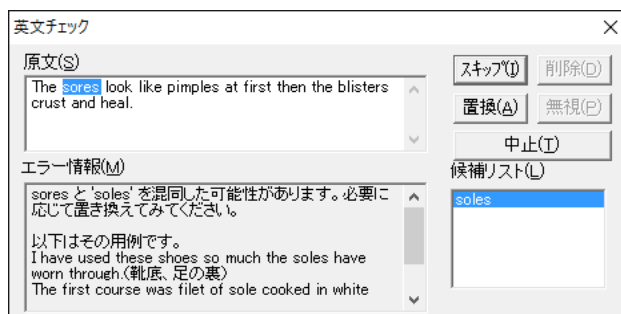 英文チェック
原文(S)
The sores look like pimples at first then the blisters
crust and heal.
スキップ(I)
削除(D)
置換(A)
無視(P)
中止(T)
エラー情報(M)
sores と 'soles' を混同した可能性があります。必要に
応じて置き換えてみてください。
以下はその用例です。
I have used these shoes so much the soles have
worn through.(靴底、足の裏)
The first course was filet of sole cooked in white
候補リスト(L)
soles